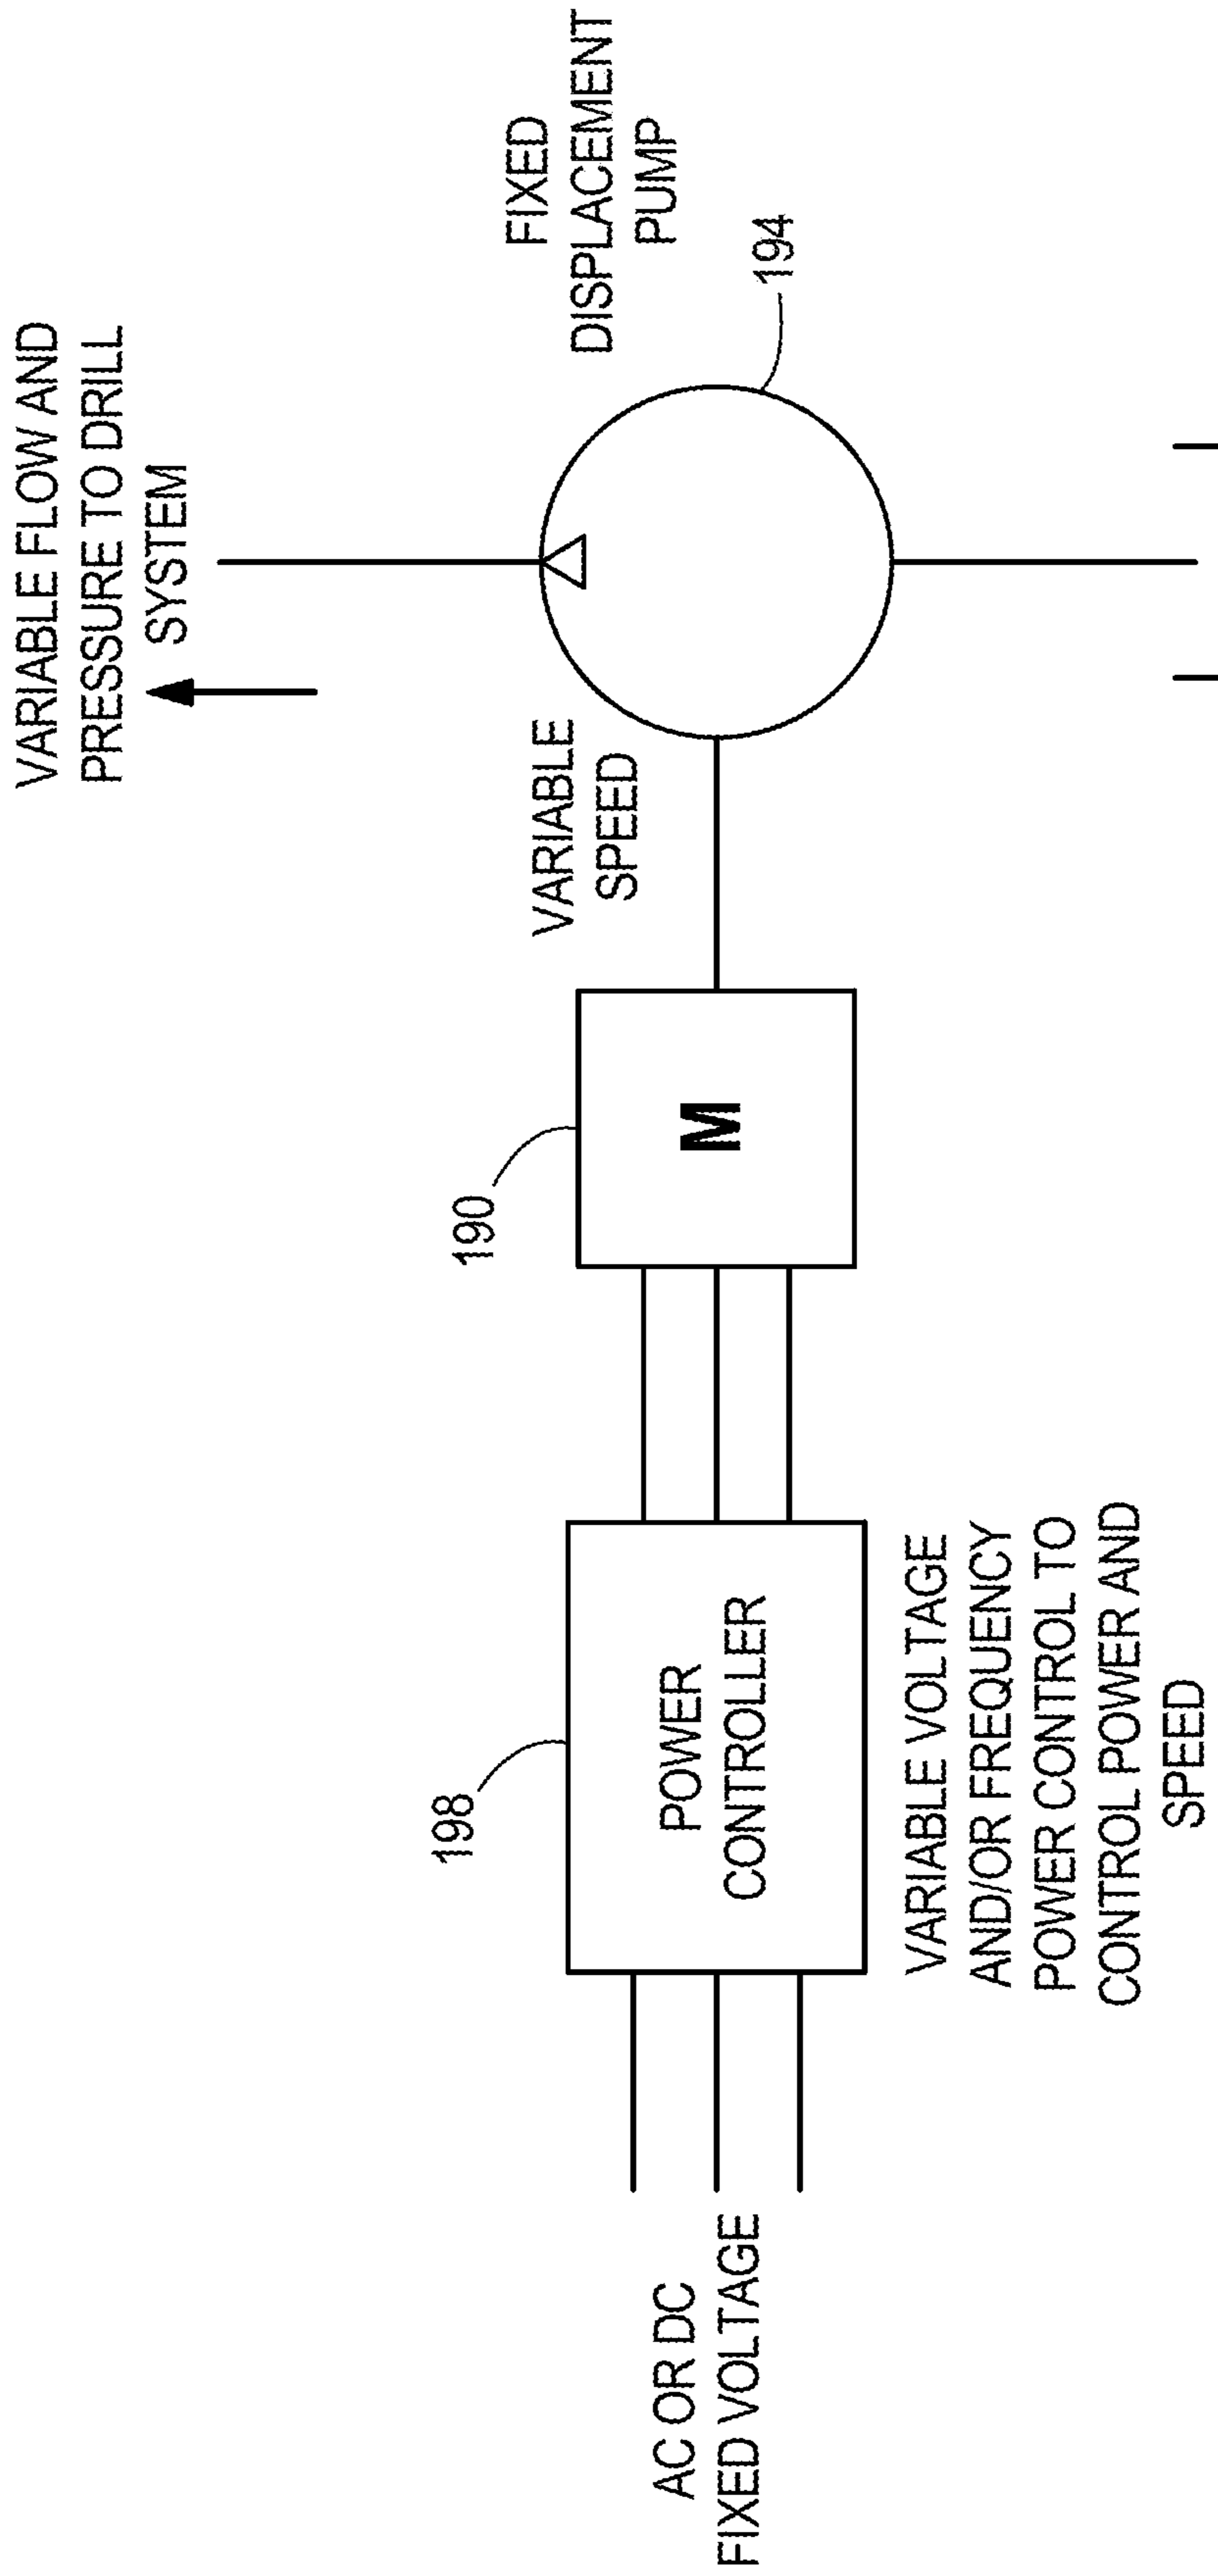 VARIABLE FLOW AND
PRESSURE TO DRILL
SYSTEM
FIXED
DISPLACEMENT
PUMP
194
VARIABLE
SPEED
190
M
198
POWER
CONTROLLER
VARIABLE VOLTAGE
AND/OR FREQUENCY
POWER CONTROL TO
CONTROL POWER AND
SPEED
AC OR DC
FIXED VOLTAGE